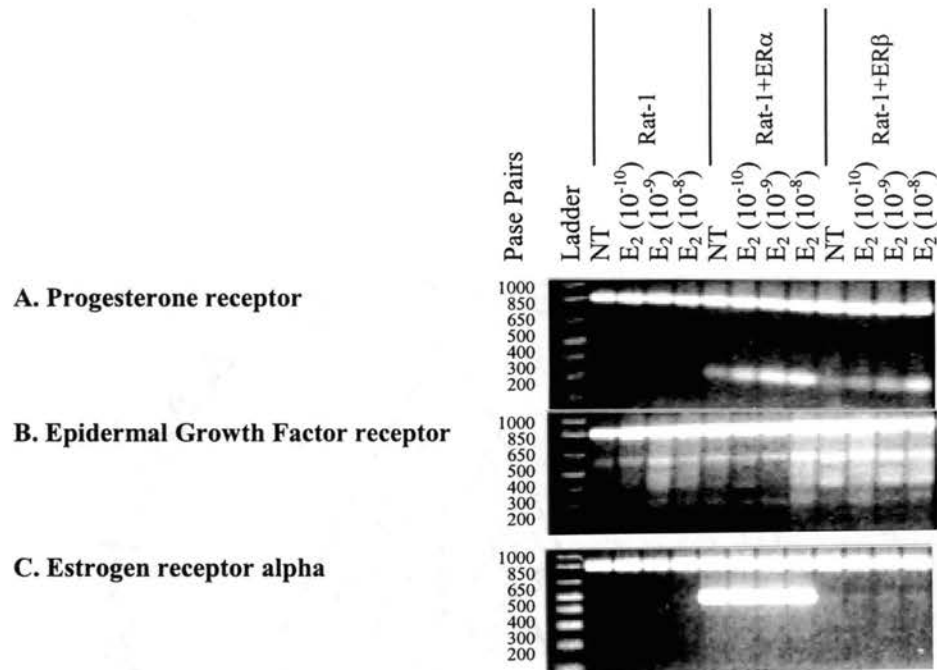 Rat-1
Rat-1+ERα
Rat-1+ERβ
Pase Pairs
Ladder
NT
E₂ (10⁻¹⁰)
E₂ (10⁻⁹)
E₂ (10⁻⁸)
NT
E₂ (10⁻¹⁰)
E₂ (10⁻⁹)
E₂ (10⁻⁸)
NT
E₂ (10⁻¹⁰)
E₂ (10⁻⁹)
E₂ (10⁻⁸)
A. Progesterone receptor
1000
850
650
500
400
300
200
B. Epidermal Growth Factor receptor
1000
850
650
500
400
300
200
C. Estrogen receptor alpha
1000
850
650
500
400
300
200